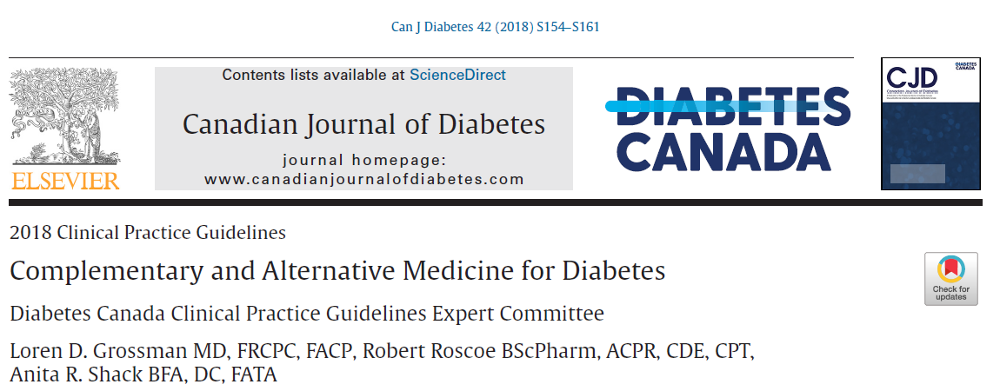 Can J Diabetes 42 (2018) S154–S161
Contents lists available at ScienceDirect
Canadian Journal of Diabetes
journal homepage:
www.canadianjournalofdiabetes.com
ELSEVIER
DIABETES
CANADA
DIABETES
CANADA
CJD
Canadian Journal of Diabetes
2018 Clinical Practice Guidelines
Complementary and Alternative Medicine for Diabetes
Diabetes Canada Clinical Practice Guidelines Expert Committee
Loren D. Grossman MD, FRCPC, FACP, Robert Roscoe BScPharm, ACPR, CDE, CPT,
Anita R. Shack BFA, DC, FATA
Check for
updates